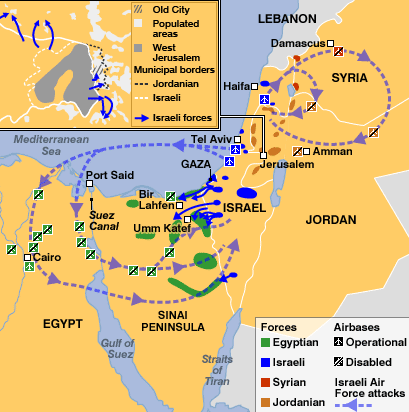 Old City
Populated
areas
West
Jerusalem
Municipal borders
Jordanian
Israeli
Israeli forces
LEBANON
Damascus
SYRIA
Haifa
Mediterranean
Sea
Tel Aviv
GAZA
Amman
Jerusalem
Port Said
Bir
Lahfen
ISRAEL
Suez
Canal
Umm Katef
JORDAN
Cairo
EGYPT
SINAI
PENINSULA
Gulf of
Suez
Straits
of
Tiran
Forces
Egyptian
Israeli
Syrian
Jordanian
Airbases
Operational
Disabled
Israeli Air
Force attacks